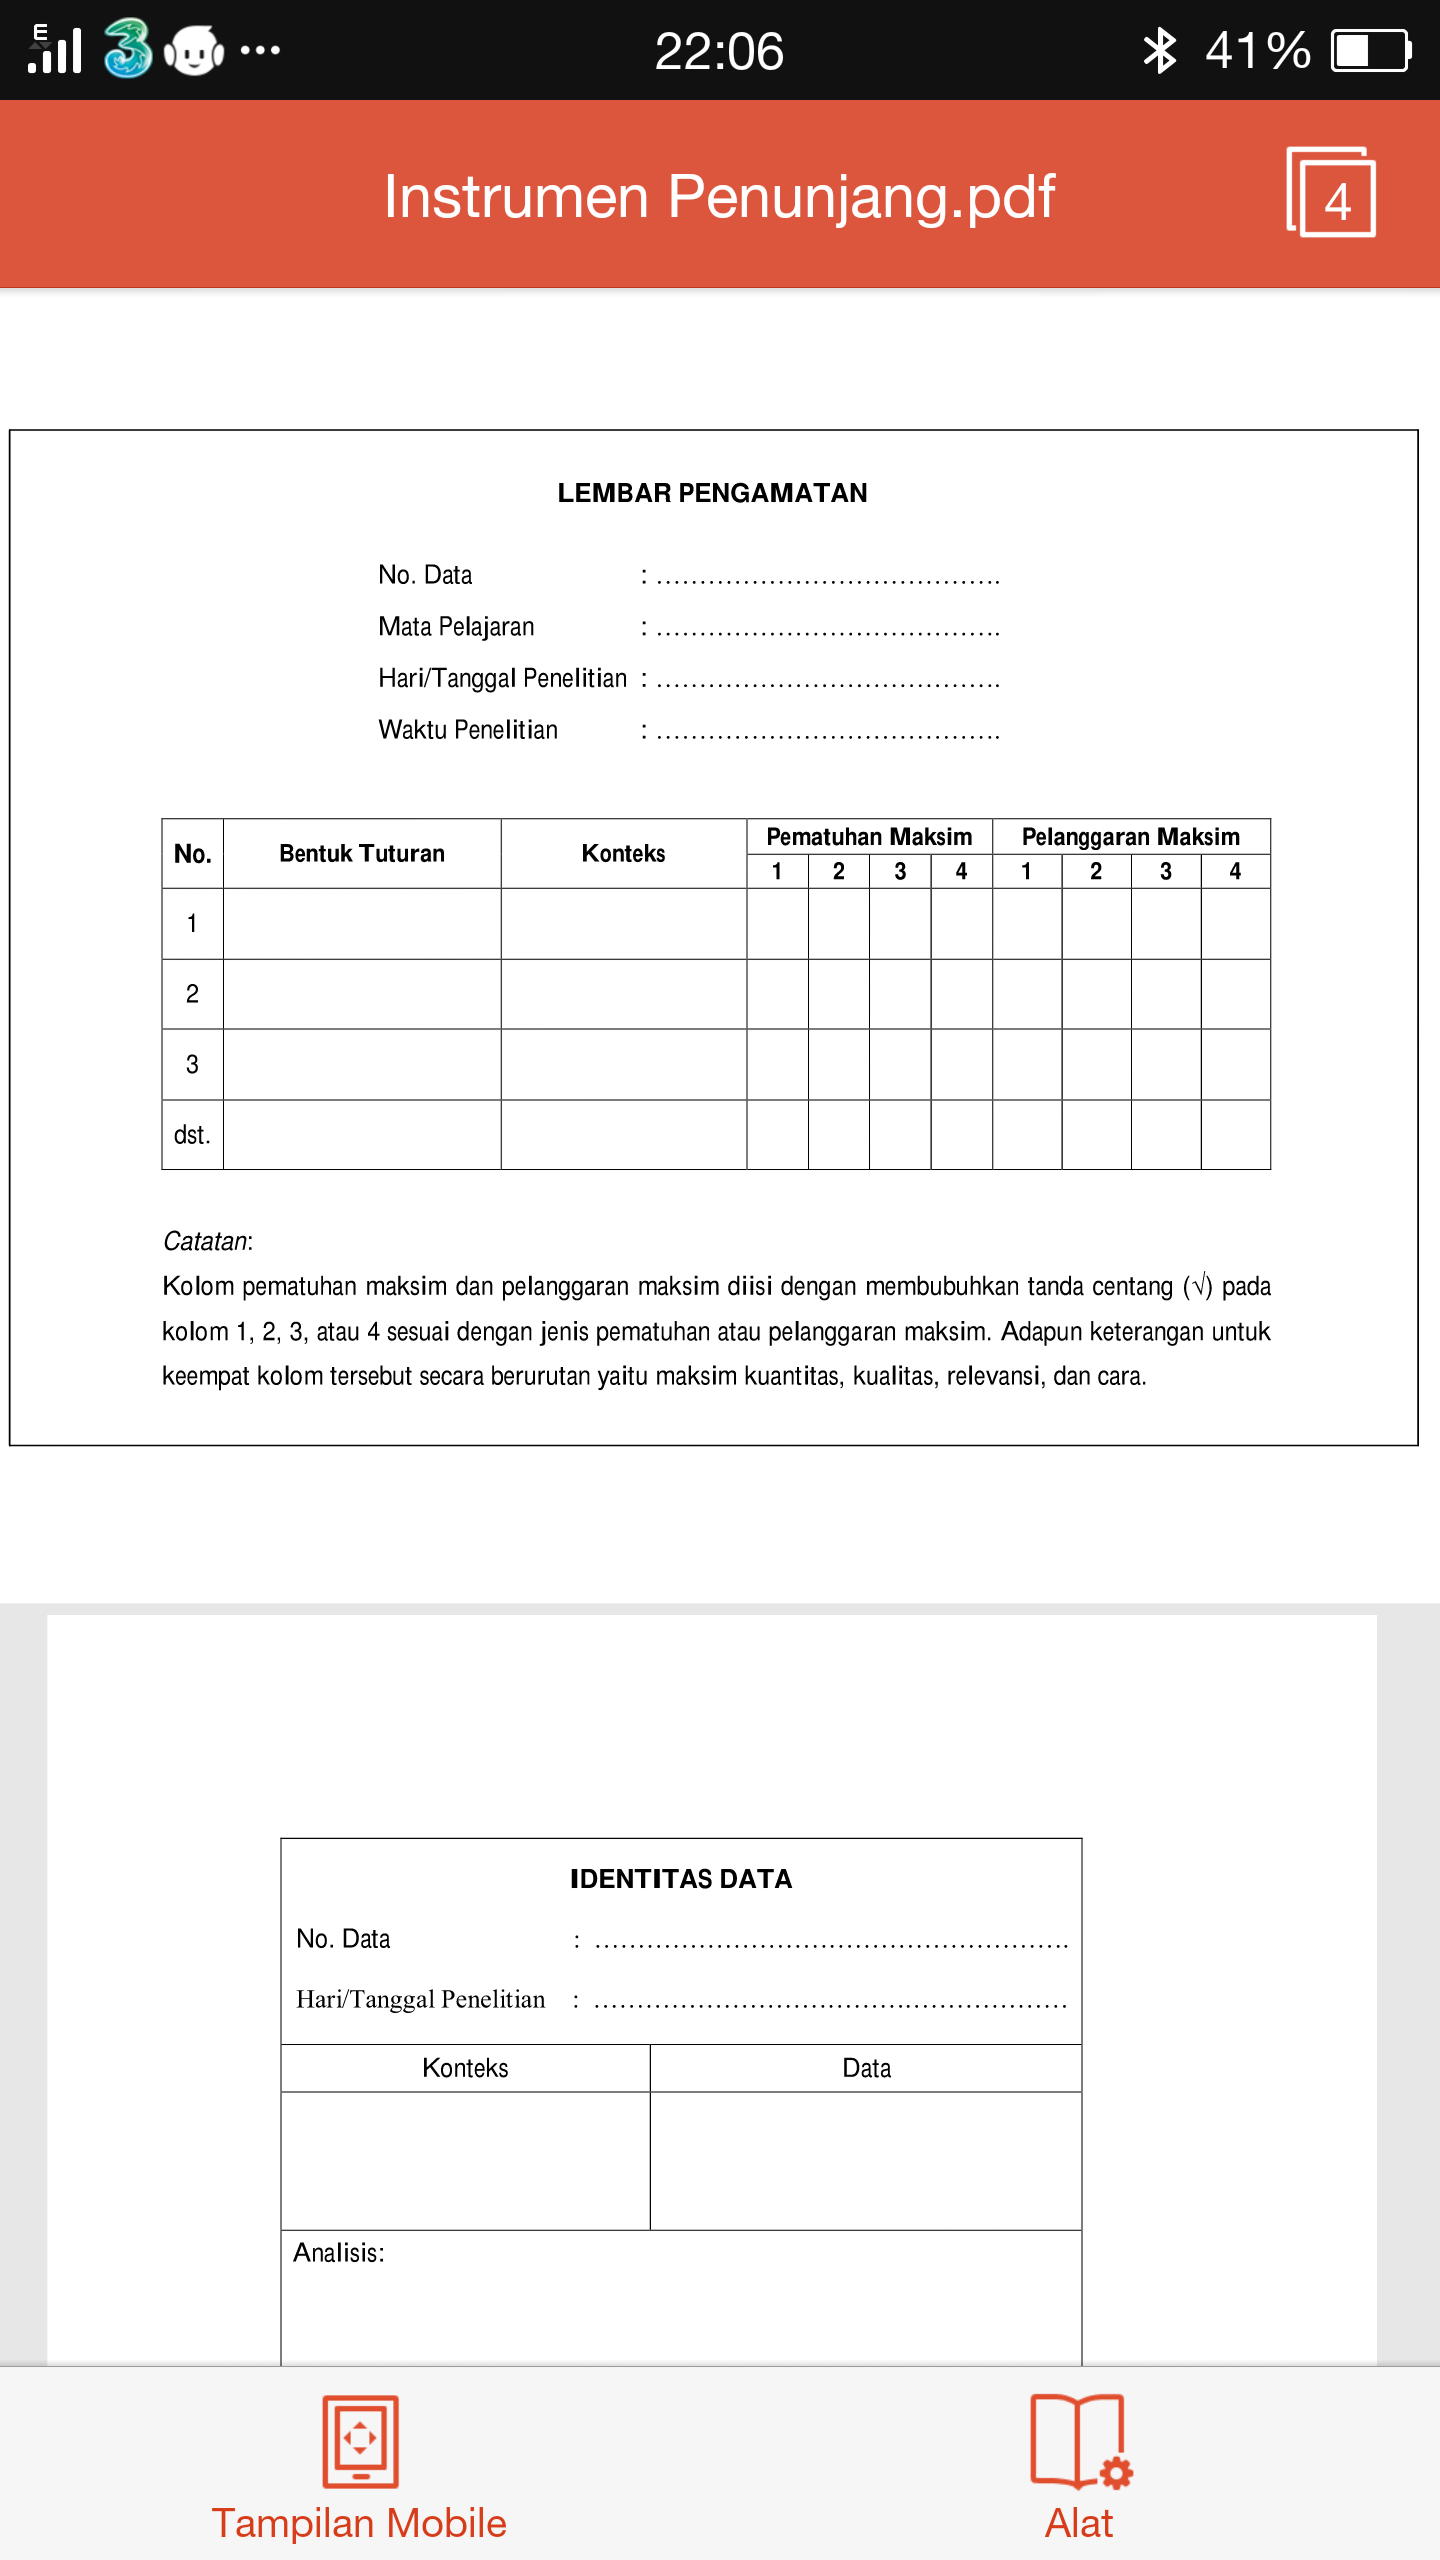 E 3 ... 22:06 41%
Instrumen Penunjang.pdf 4
LEMBAR PENGAMATAN
No. Data : ........................................
Mata Pelajaran : ........................................
Hari/Tanggal Penelitian : ........................................
Waktu Penelitian : ........................................
No. Bentuk Tuturan Konteks Pematuhan Maksim Pelanggaran Maksim
1 2 3 4 1 2 3 4
1
2
3
dst.
Catatan:
Kolom pematuhan maksim dan pelanggaran maksim diisi dengan membubuhkan tanda centang (√) pada
kolom 1, 2, 3, atau 4 sesuai dengan jenis pematuhan atau pelanggaran maksim. Adapun keterangan untuk
keempat kolom tersebut secara berurutan yaitu maksim kuantitas, kualitas, relevansi, dan cara.
IDENTITAS DATA
No. Data : .......................................................
Hari/Tanggal Penelitian : .......................................................
Konteks Data
Analisis:
Tampilan Mobile Alat